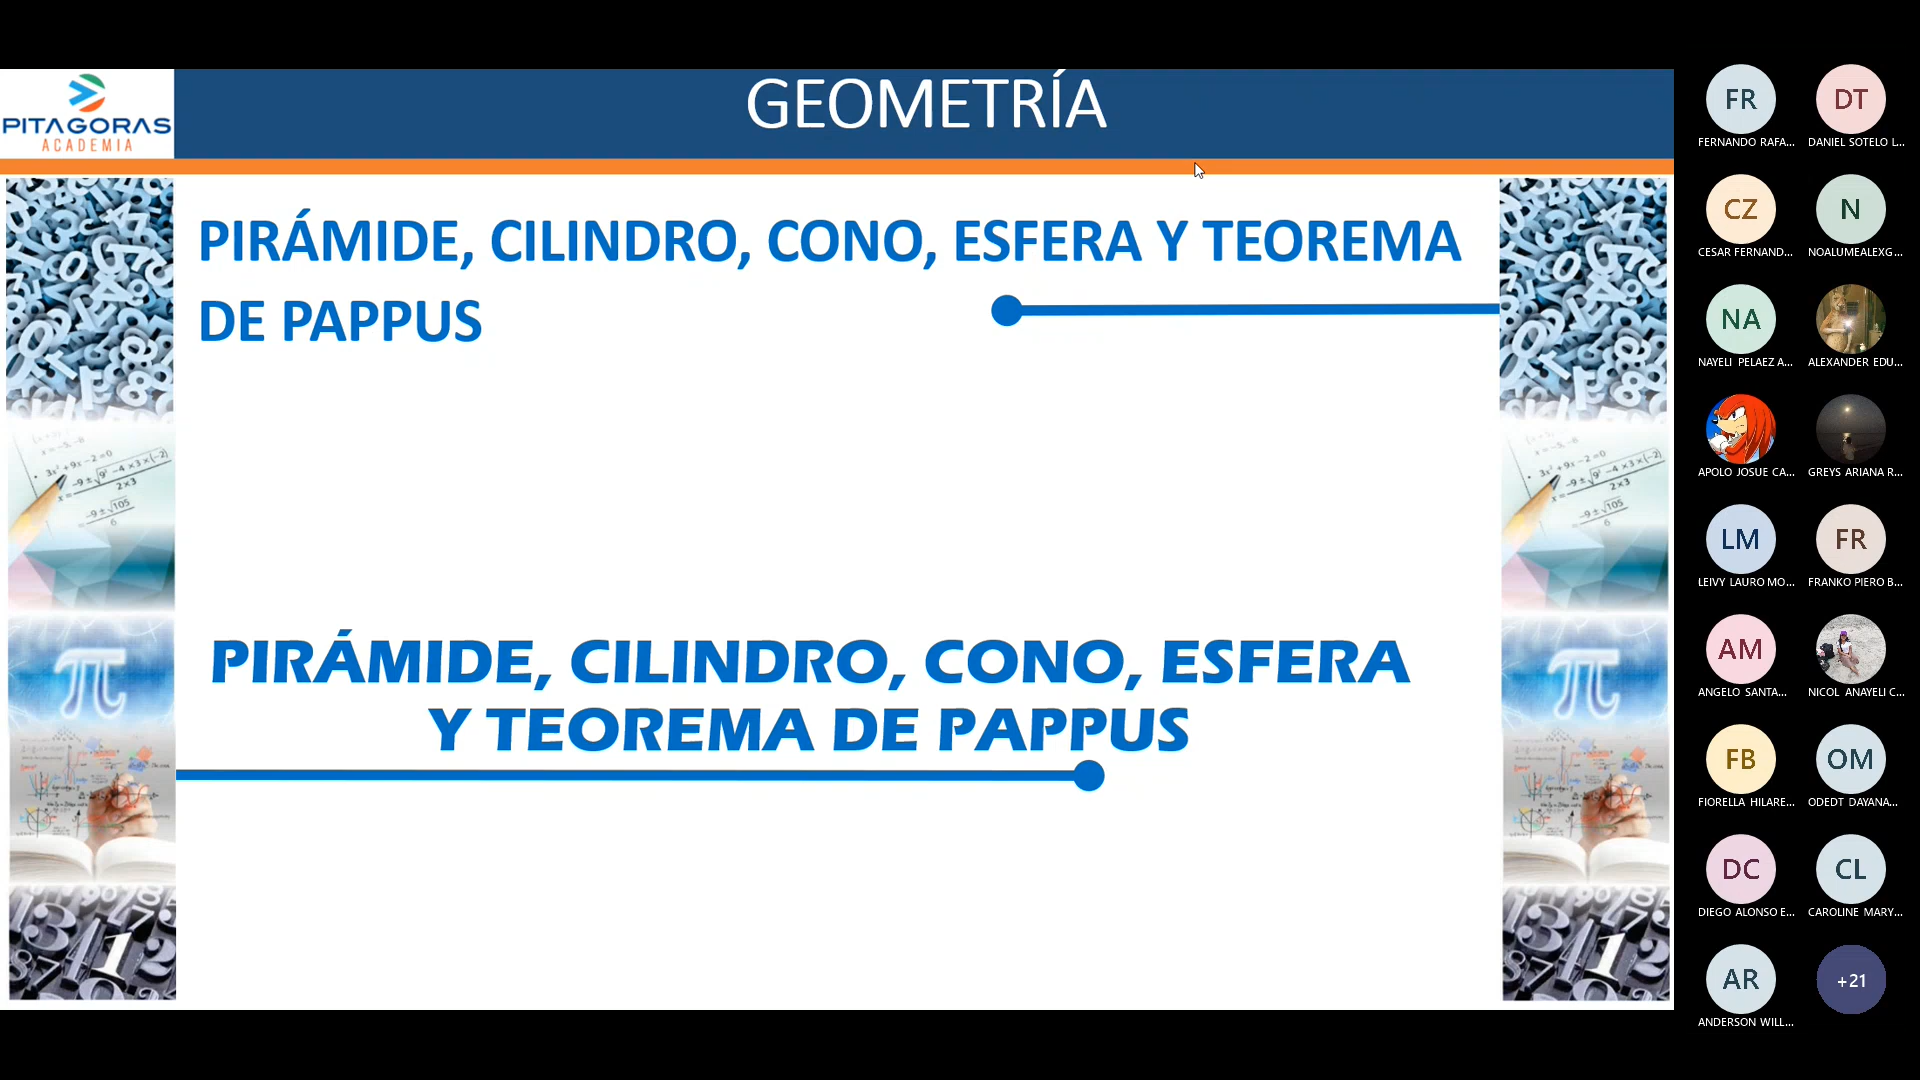 PITAGORAS
ACADEMIA
GEOMETRÍA
PIRÁMIDE, CILINDRO, CONO, ESFERA Y TEOREMA
DE PAPPUS
PIRÁMIDE, CILINDRO, CONO, ESFERA
Y TEOREMA DE PAPPUS
FR
DT
FERNANDO RAFA...
DANIEL SOTELO L...
CZ
N
CESAR FERNAND...
NOALUMEALEXG...
NA
NAYELI PELAEZ A...
ALEXANDER EDU...
APOLO JOSUE CA...
GREYS ARIANA R...
LM
FR
LEIVY LAURO MO...
FRANKO PIERO B...
AM
ANGELO SANTA...
NICOL ANAYELI C...
FB
OM
FIORELLA HILARE...
ODEDT DAYANA...
DC
CL
DIEGO ALONSO E...
CAROLINE MARY...
AR
+21
ANDERSON WILL...